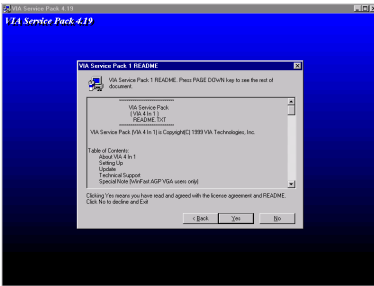 VIA Service Pack 4.19
VIA Service Pack 4.19
VIA Service Pack 1 README
VIA Service Pack 1 README. Press PAGE DOWN key to see the rest of
document.
VIA Service Pack
( VIA 4 In 1 )
README.TXT
VIA Service Pack (VIA 4 In 1) is Copyright(C) 1999 VIA Technologies, Inc.
Table of Contents:
About VIA 4 In 1
Setting Up
Update
Technical Support
Special Note (WinFast AGP VGA users only)
Clicking Yes means you have read and agreed with the license agreement and README.
Click No to decline and Exit
< Back
Yes
No